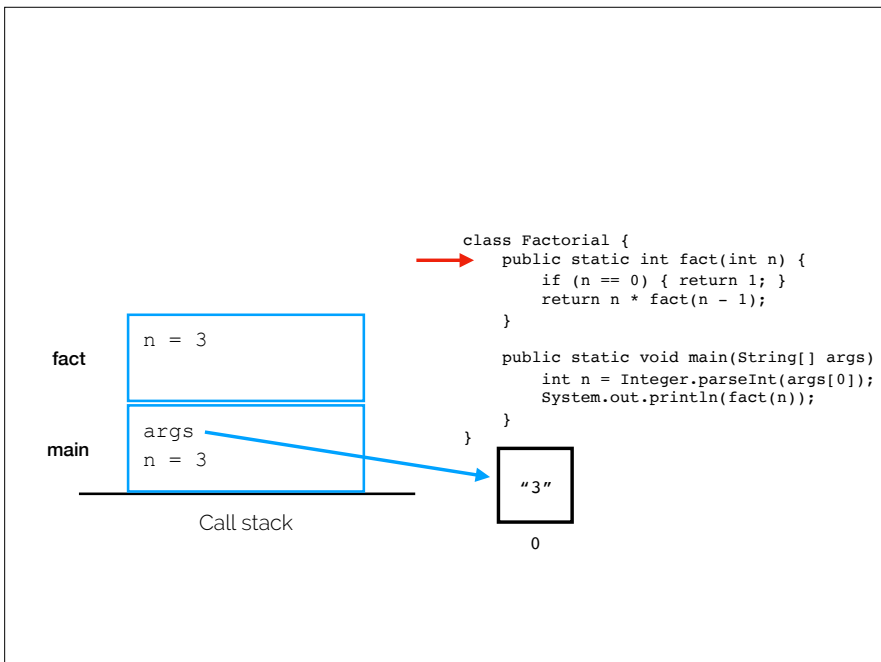 class Factorial {
    public static int fact(int n) {
        if (n == 0) { return 1; }
        return n * fact(n - 1);
    }
    public static void main(String[] args)
        int n = Integer.parseInt(args[0]);
        System.out.println(fact(n));
    }
}
fact
n = 3
main
args
n = 3
Call stack
“3”
0